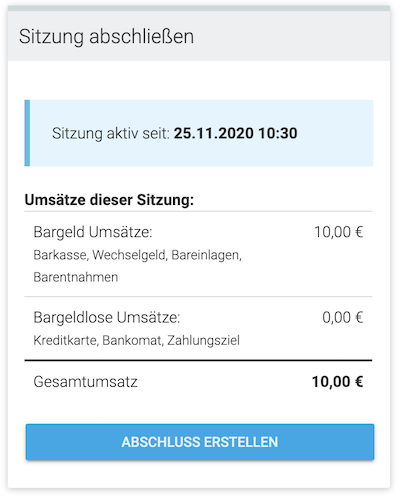 Sitzung abschließen
Sitzung aktiv seit: 25.11.2020 10:30
Umsätze dieser Sitzung:
Bargeld Umsätze: 10,00 €
Barkasse, Wechselgeld, Bareinlagen,
Barentnahmen
Bargeldlose Umsätze: 0,00 €
Kreditkarte, Bankomat, Zahlungsziel
Gesamtumsatz 10,00 €
ABSCHLUSS ERSTELLEN